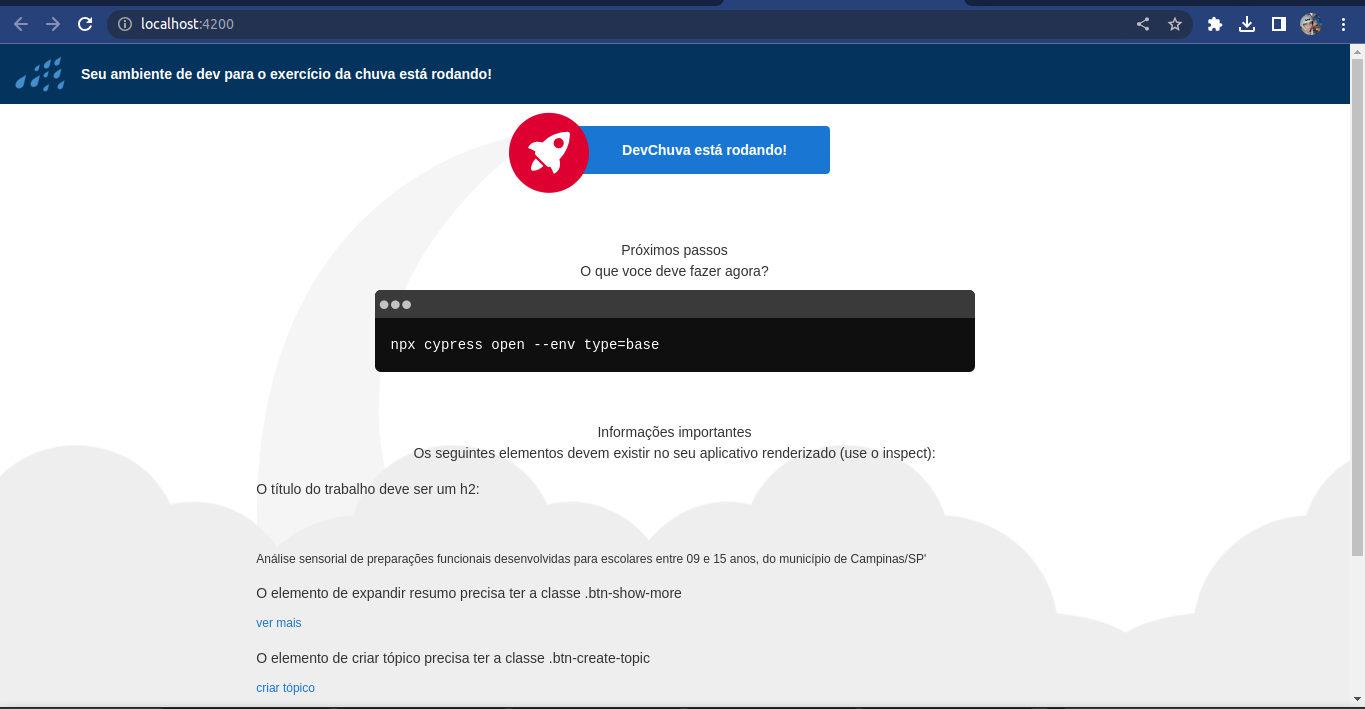 localhost:4200
Seu ambiente de dev para o exercício da chuva está rodando!
DevChuva está rodando!
Próximos passos
O que voce deve fazer agora?
npx cypress open --env type=base
Informações importantes
Os seguintes elementos devem existir no seu aplicativo renderizado (use o inspect):
O título do trabalho deve ser um h2:
Análise sensorial de preparações funcionais desenvolvidas para escolares entre 09 e 15 anos, do município de Campinas/SP'
O elemento de expandir resumo precisa ter a classe .btn-show-more
ver mais
O elemento de criar tópico precisa ter a classe .btn-create-topic
criar tópico